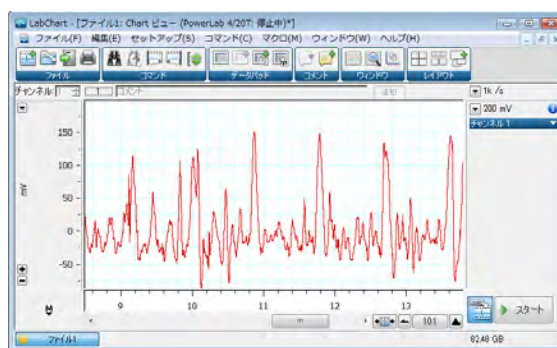 LabChart - [ファイル1: Chart ビュー (PowerLab 4/20T: 停止中)*]
ファイル(F) 編集(E) セットアップ(S) コマンド(C) マクロ(M) ウィンドウ(W) ヘルプ(H)
ファイル コマンド データパッド コメント ウィンドウ レイアウト
チャンネル: 1 1 コメント 追加 1k /s
200 mV
チャンネル 1
150
100
50
0
-50
mV
9 10 11 12 13
101
スタート
ファイル1 82.48 GB